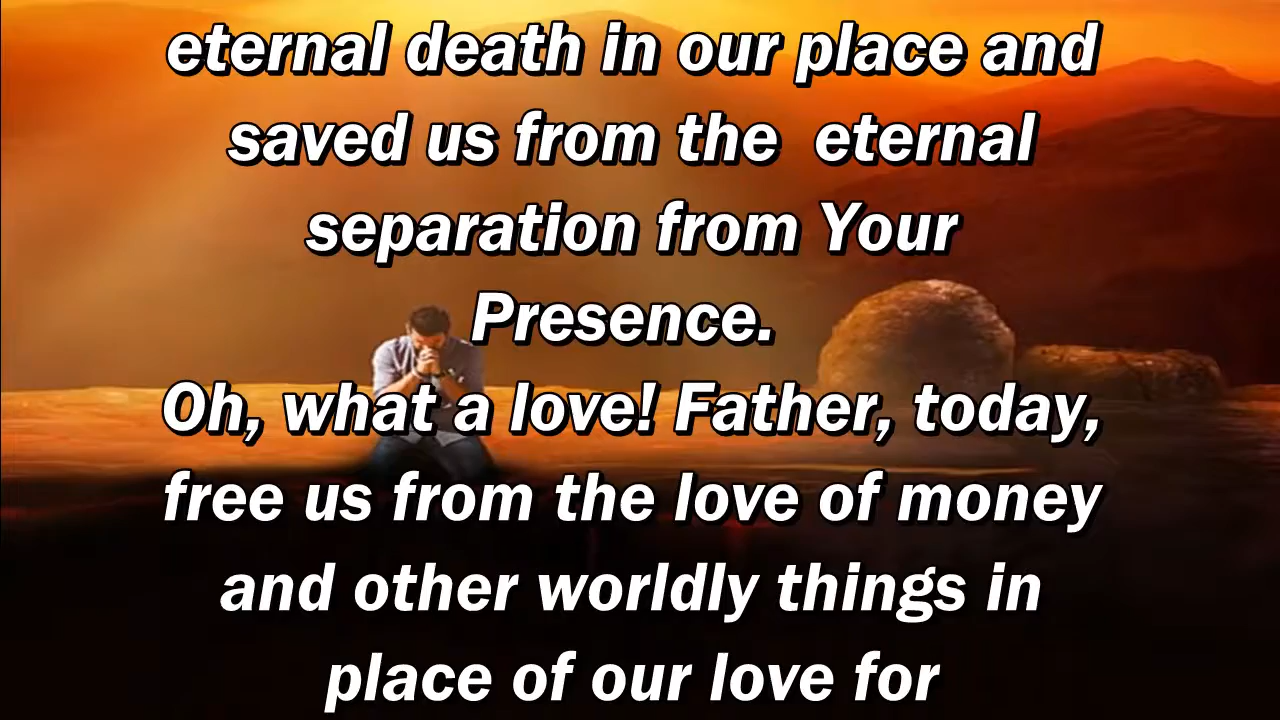 eternal death in our place and
saved us from the  eternal
separation from Your
Presence.
Oh, what a love! Father, today,
free us from the love of money
and other worldly things in
place of our love for